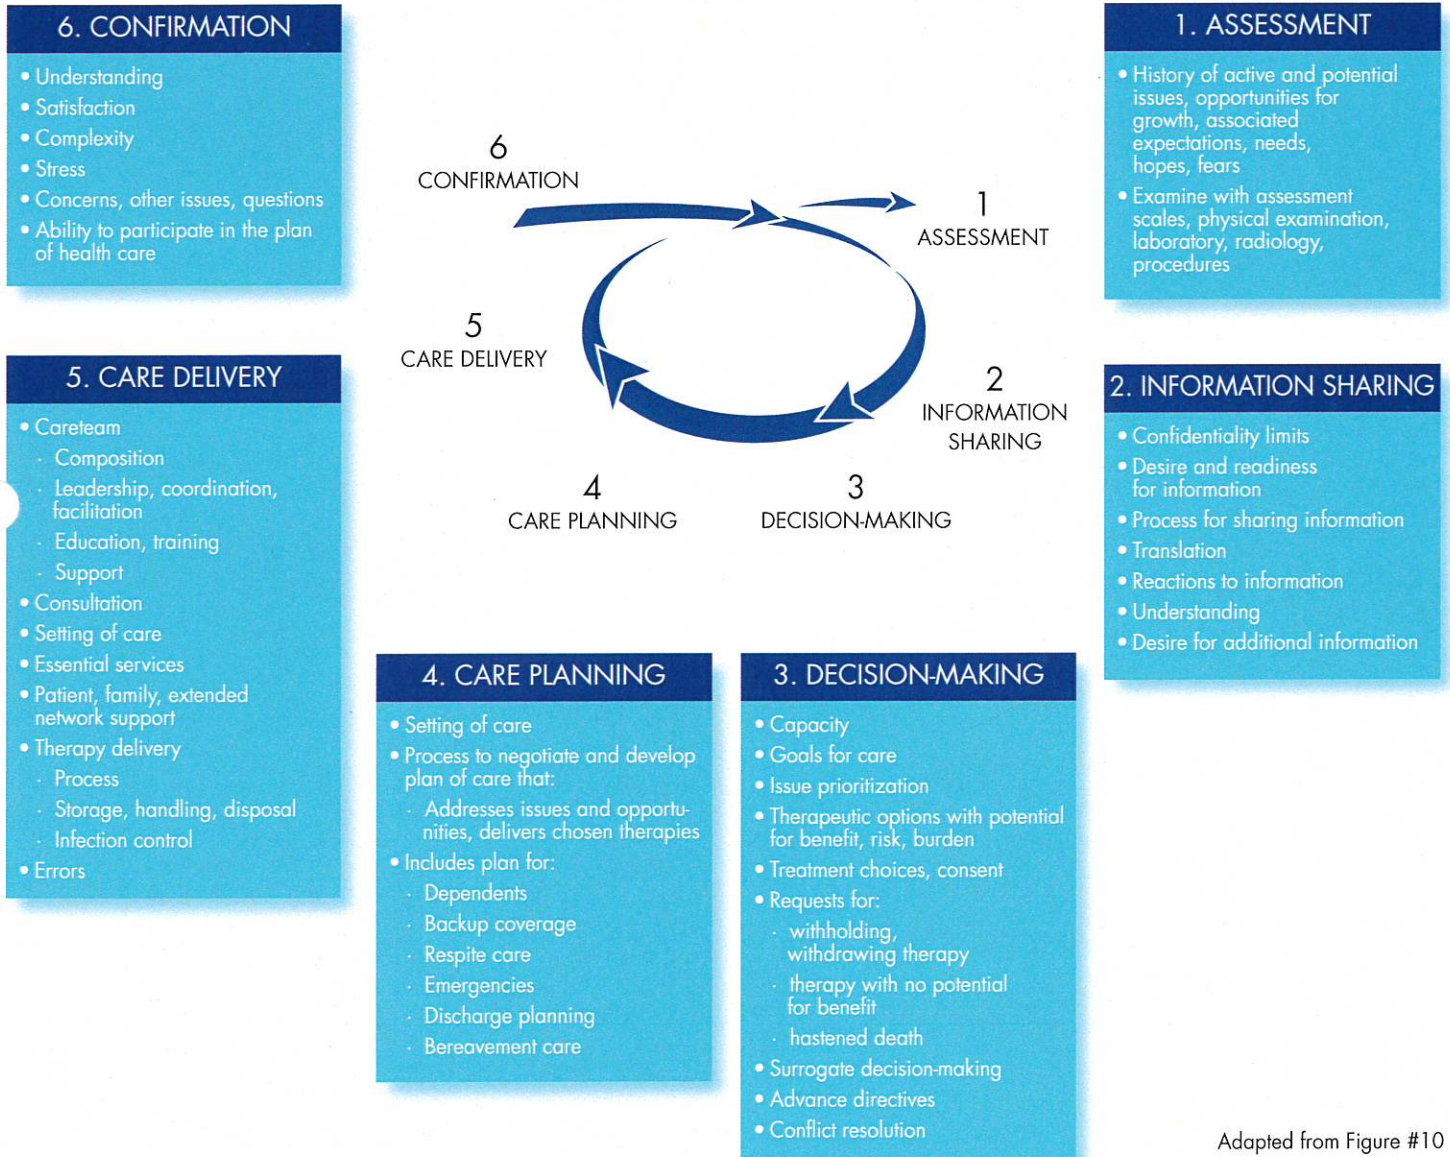 6. CONFIRMATION
• Understanding
• Satisfaction
• Complexity
• Stress
• Concerns, other issues, questions
• Ability to participate in the plan
of health care
1. ASSESSMENT
• History of active and potential
issues, opportunities for
growth, associated
expectations, needs,
hopes, fears
• Examine with assessment
scales, physical examination,
laboratory, radiology,
procedures
6
CONFIRMATION
1
ASSESSMENT
5
CARE DELIVERY
2
INFORMATION
SHARING
4
CARE PLANNING
3
DECISION-MAKING
5. CARE DELIVERY
• Careteam
· Composition
· Leadership, coordination,
facilitation
· Education, training
· Support
• Consultation
• Setting of care
• Essential services
• Patient, family, extended
network support
• Therapy delivery
· Process
· Storage, handling, disposal
· Infection control
• Errors
2. INFORMATION SHARING
• Confidentiality limits
• Desire and readiness
for information
• Process for sharing information
• Translation
• Reactions to information
• Understanding
• Desire for additional information
4. CARE PLANNING
• Setting of care
• Process to negotiate and develop
plan of care that:
· Addresses issues and opportu-
nities, delivers chosen therapies
• Includes plan for:
· Dependents
· Backup coverage
· Respite care
· Emergencies
· Discharge planning
· Bereavement care
3. DECISION-MAKING
• Capacity
• Goals for care
• Issue prioritization
• Therapeutic options with potential
for benefit, risk, burden
• Treatment choices, consent
• Requests for:
· withholding,
withdrawing therapy
· therapy with no potential
for benefit
· hastened death
• Surrogate decision-making
• Advance directives
• Conflict resolution
Adapted from Figure #10